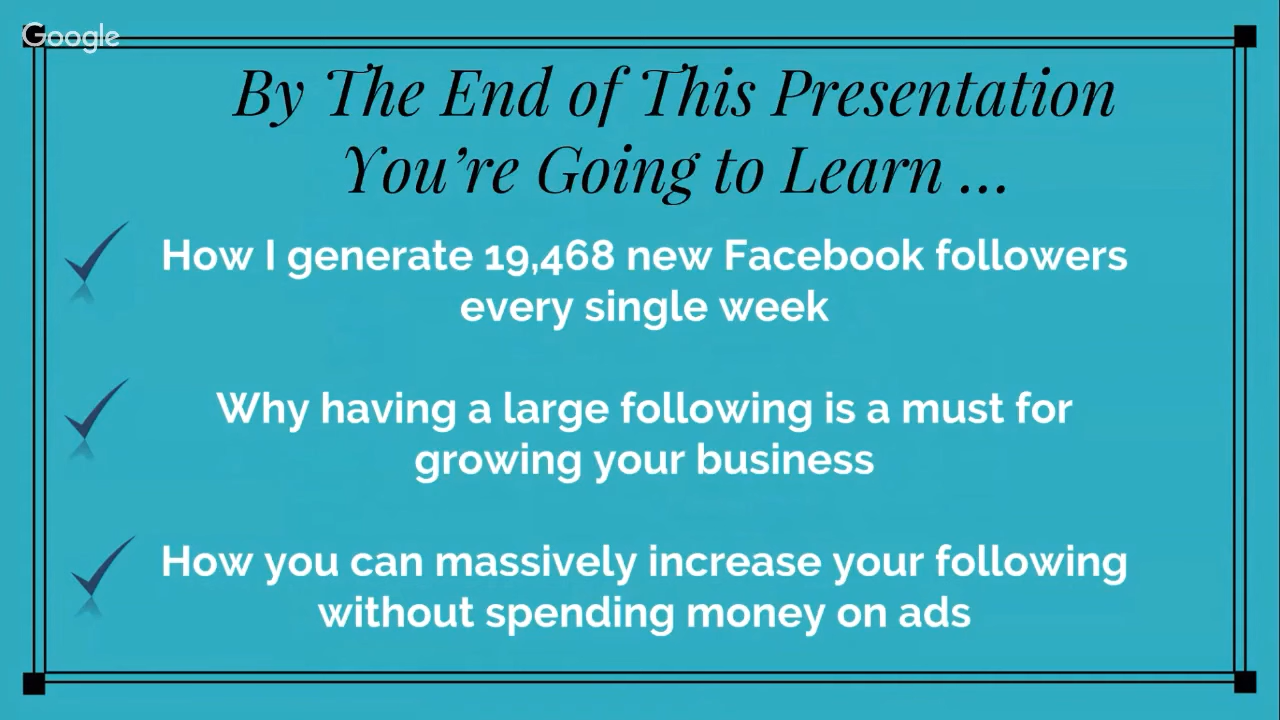 Google
By The End of This Presentation
You’re Going to Learn ...
How I generate 19,468 new Facebook followers
every single week
Why having a large following is a must for
growing your business
How you can massively increase your following
without spending money on ads